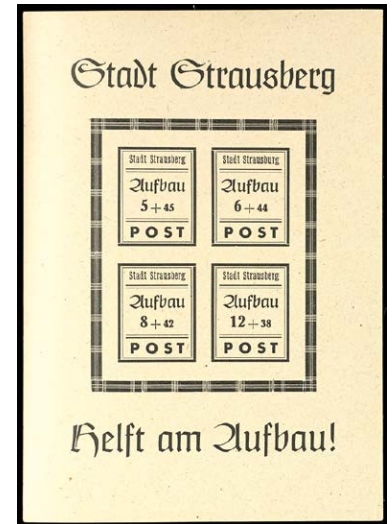 Stadt Strausberg
Stadt Strausberg
Aufbau
5+45
POST
Stadt Strausburg
Aufbau
6+44
POST
Stadt Strausberg
Aufbau
8+42
POST
Stadt Strausberg
Aufbau
12+38
POST
Helft am Aufbau!